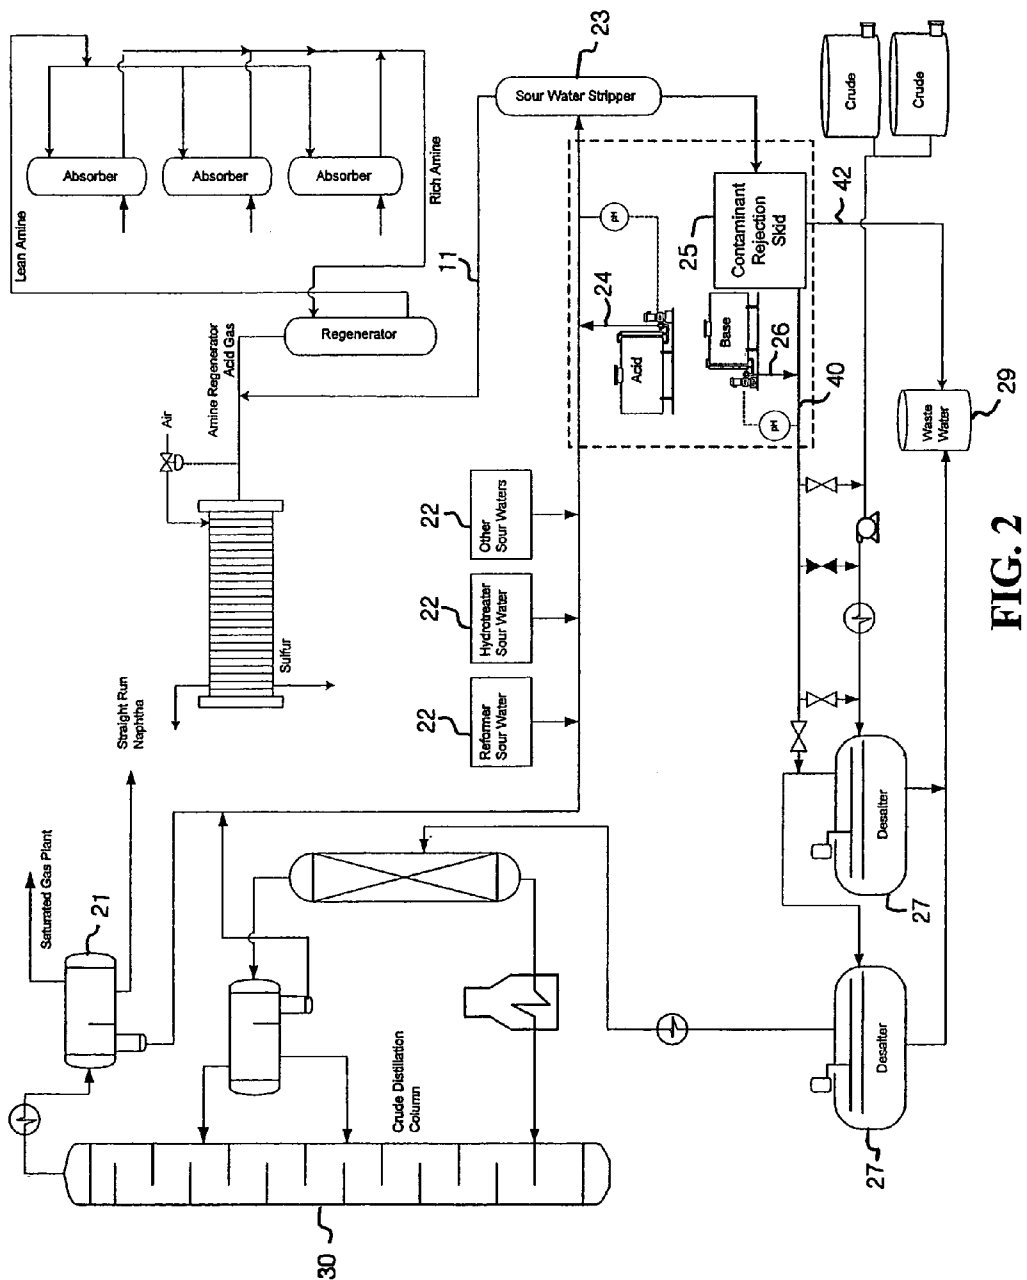 23
Sour Water Stripper
Crude
Crude
Absorber
Absorber
Absorber
Lean Amine
Rich Amine
Regenerator
11
Amine Regenerator
Acid Gas
Air
Sulfur
Straight Run
Naphtha
Saturated Gas Plant
21
pH
24
Acid
25
Contaminant
Rejection
Skid
Base
26
pH
40
42
Waste
Water
29
22
Other
Sour Waters
22
Hydrotreater
Sour Water
22
Reformer
Sour Water
Desalter
27
Desalter
27
Crude Distillation
Column
30
FIG. 2